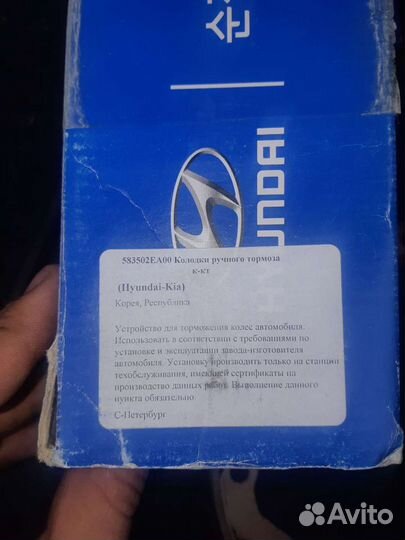 순
HYUNDAI
583502EA00 Колодки ручного тормоза
к-кт
(Hyundai-Kia)
Корея, Республика
Устройство для торможения колес автомобиля.
Использовать в соответствии с требованиями по
установке и эксплуатации завода-изготовителя
автомобиля. Установку производить только на станции
техобслуживания, имеющей сертификаты на
производство данных работ. Выполнение данного
пункта обязательно.
С-Петербург
Avito